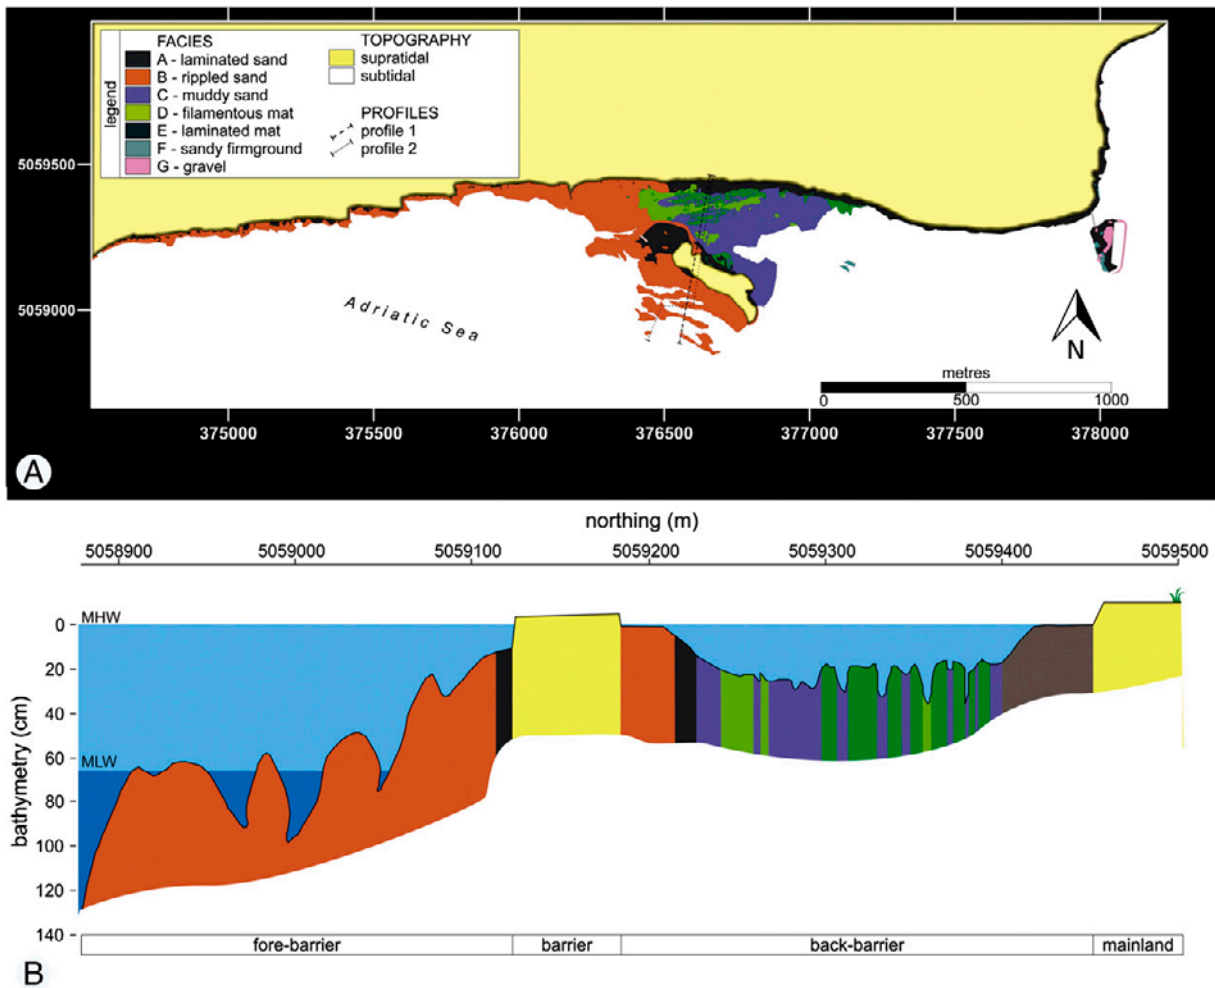 FACIES
A - laminated sand
B - rippled sand
C - muddy sand
D - filamentous mat
E - laminated mat
F - sandy firmground
G - gravel
legend
TOPOGRAPHY
supratidal
subtidal
PROFILES
profile 1
profile 2
5059500
5059000
Adriatic Sea
N
metres
0 500 1000
375000 375500 376000 376500 377000 377500 378000
A
northing (m)
5058900 5059000 5059100 5059200 5059300 5059400 5059500
MHW
MLW
bathymetry (cm)
0
20
40
60
80
100
120
140
fore-barrier barrier back-barrier mainland
B